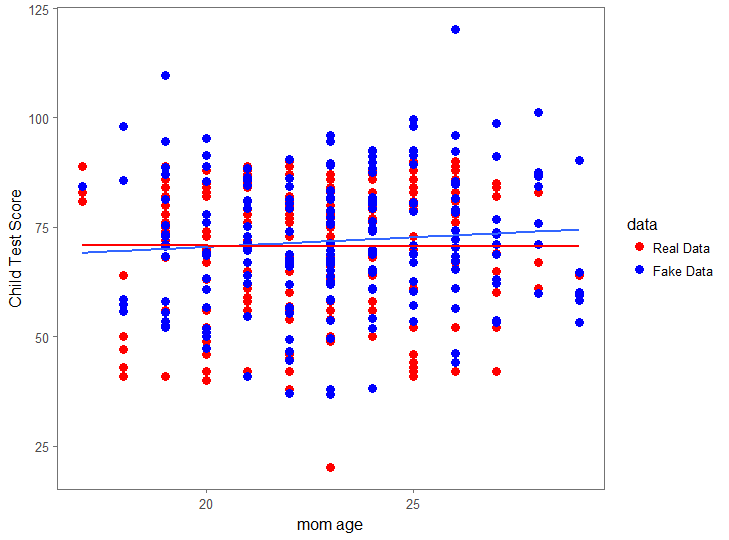 125
100
75
50
25
Child Test Score
20 25
mom age
data
Real Data
Fake Data